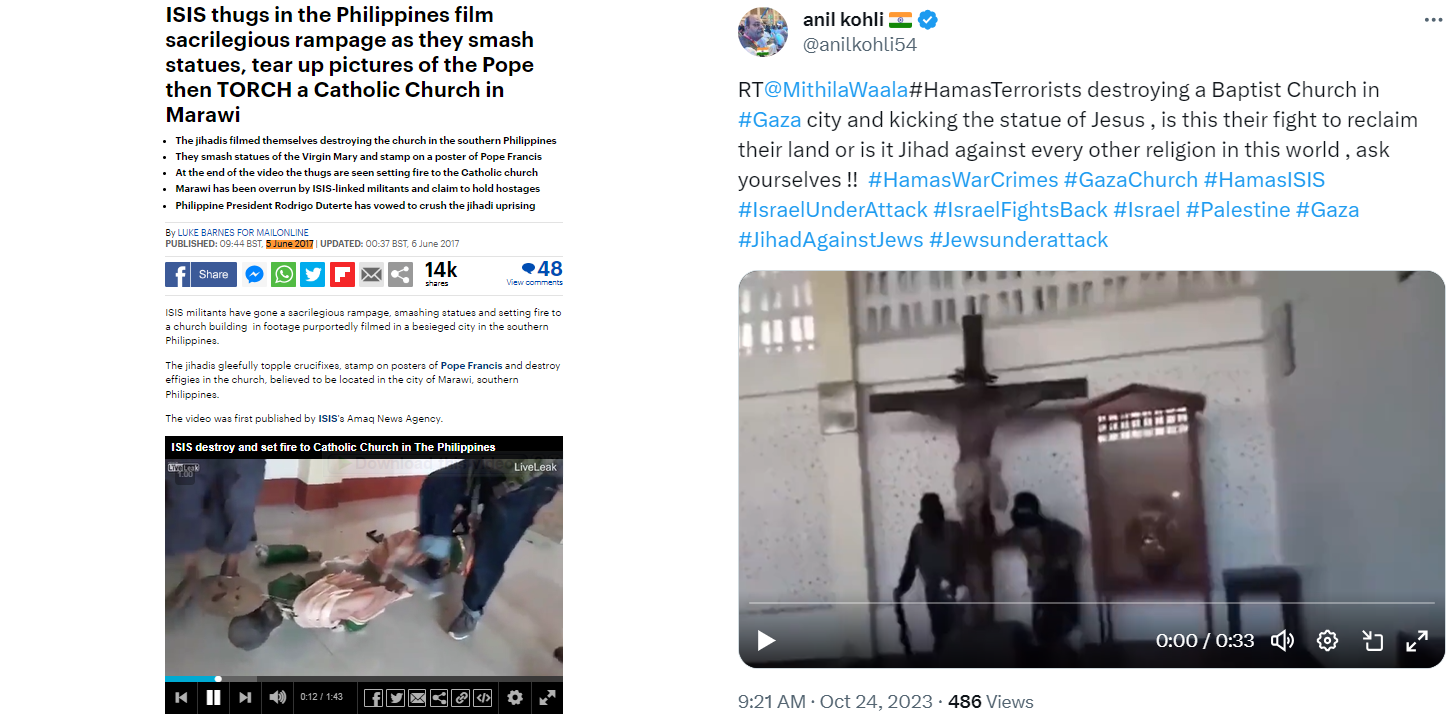 ISIS thugs in the Philippines film
sacrilegious rampage as they smash
statues, tear up pictures of the Pope
then TORCH a Catholic Church in
Marawi
• The jihadis filmed themselves destroying the church in the southern Philippines
• They smash statues of the Virgin Mary and stamp on a poster of Pope Francis
• At the end of the video the thugs are seen setting fire to the Catholic church
• Marawi has been overrun by ISIS-linked militants and claim to hold hostages
• Philippine President Rodrigo Duterte has vowed to crush the jihadi uprising
By LUKE BARNES FOR MAILONLINE
PUBLISHED: 09:44 BST, 5 June 2017 | UPDATED: 00:37 BST, 6 June 2017
Share
14k
shares
48
View comments
ISIS militants have gone a sacrilegious rampage, smashing statues and setting fire to
a church building in footage purportedly filmed in a besieged city in the southern
Philippines.
The jihadis gleefully topple crucifixes, stamp on posters of Pope Francis and destroy
effigies in the church, believed to be located in the city of Marawi, southern
Philippines.
The video was first published by ISIS's Amaq News Agency.
ISIS destroy and set fire to Catholic Church in The Philippines
LiveLeak
1.00
LiveLeak
0:12 / 1:43
anil kohli
@anilkohli54
RT@MithilaWaala#HamasTerrorists destroying a Baptist Church in
#Gaza city and kicking the statue of Jesus , is this their fight to reclaim
their land or is it Jihad against every other religion in this world , ask
yourselves !! #HamasWarCrimes #GazaChurch #HamasISIS
#IsraelUnderAttack #IsraelFightsBack #Israel #Palestine #Gaza
#JihadAgainstJews #Jewsunderattack
0:00 / 0:33
9:21 AM · Oct 24, 2023 · 486 Views